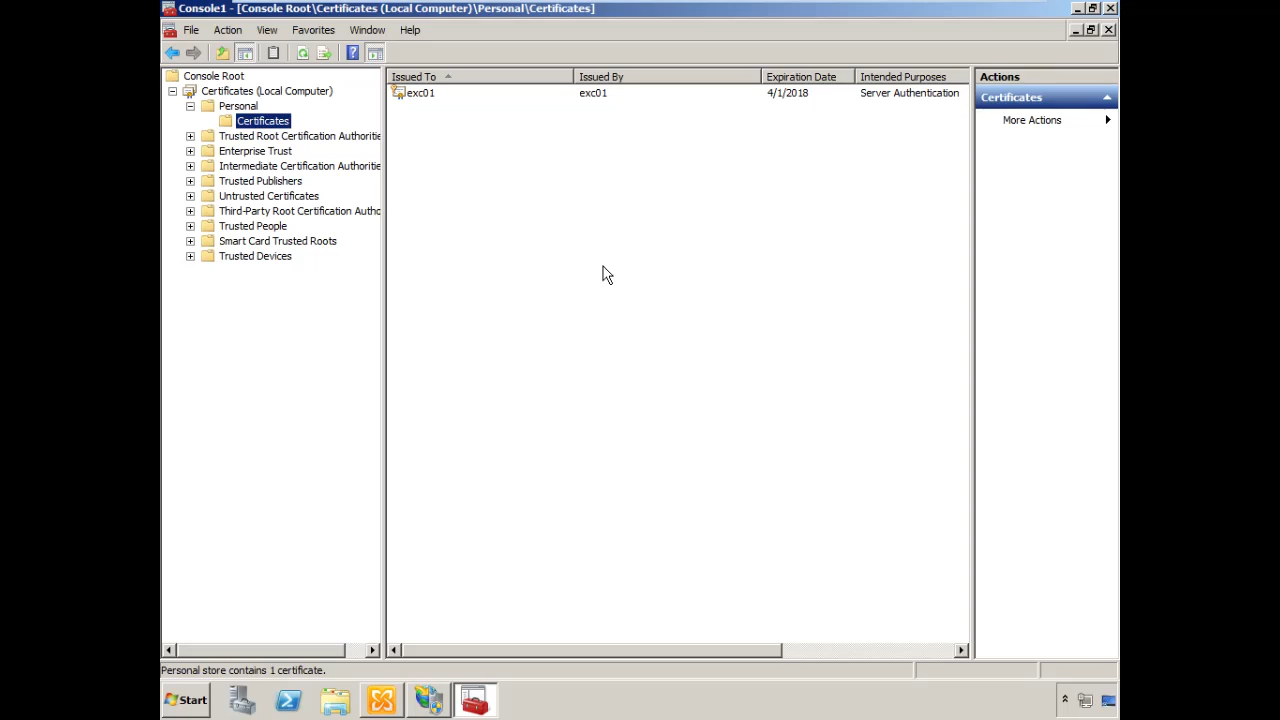 Console1 - [Console Root\Certificates (Local Computer)\Personal\Certificates]
File Action View Favorites Window Help
Console Root
Certificates (Local Computer)
Personal
Certificates
Trusted Root Certification Authoritie
Enterprise Trust
Intermediate Certification Authoritie
Trusted Publishers
Untrusted Certificates
Third-Party Root Certification Autho
Trusted People
Smart Card Trusted Roots
Trusted Devices
Issued To Issued By Expiration Date Intended Purposes
exc01 exc01 4/1/2018 Server Authentication
Actions
Certificates
More Actions
Personal store contains 1 certificate.
Start